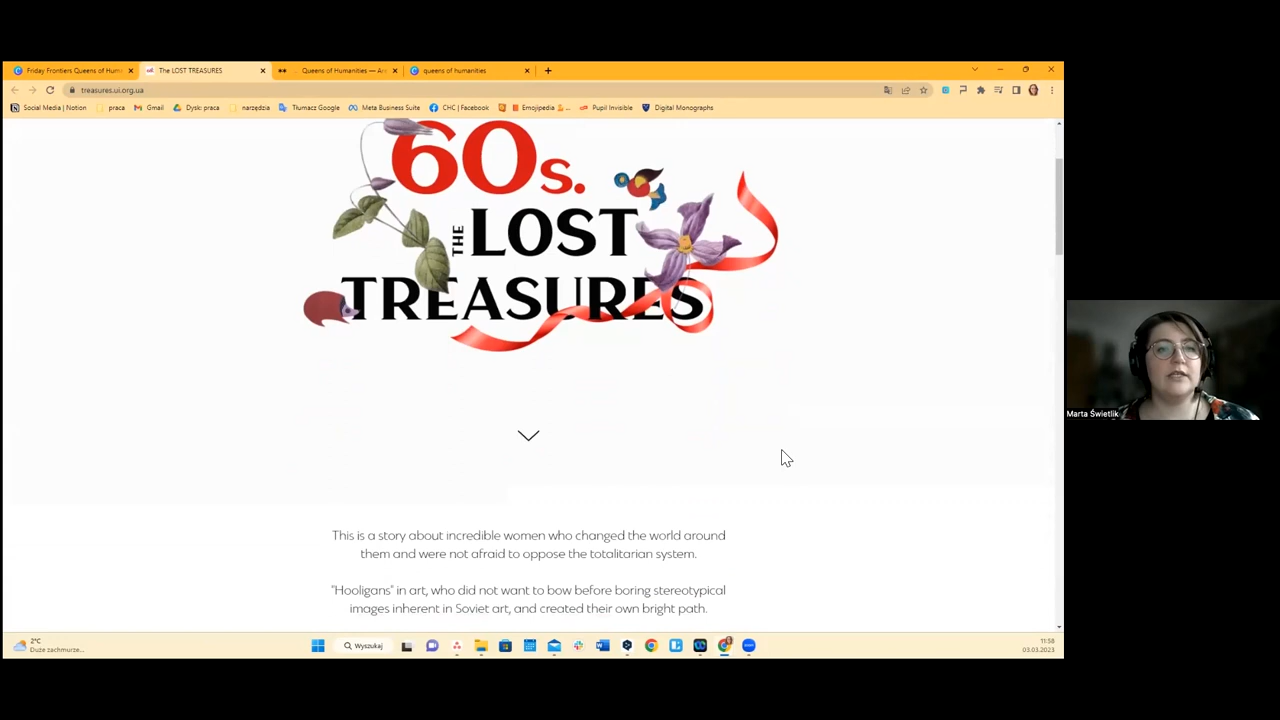 Friday Frontiers Queens of Hum
The LOST TREASURES
Queens of Humanities — Ar
queens of humanities
treasures.ui.org.ua
Social Media | Notion
praca
Gmail
Dysk: praca
narzędzia
Tłumacz Google
Meta Business Suite
CHC | Facebook
Emojipedia
Pupil Invisible
Digital Monographs
60s.
THE LOST
TREASURES
Marta Świetlik
This is a story about incredible women who changed the world around
them and were not afraid to oppose the totalitarian system.
"Hooligans" in art, who did not want to bow before boring stereotypical
images inherent in Soviet art, and created their own bright path.
2°C
Duże zachmurze...
Wyszukaj
11:58
03.03.2023